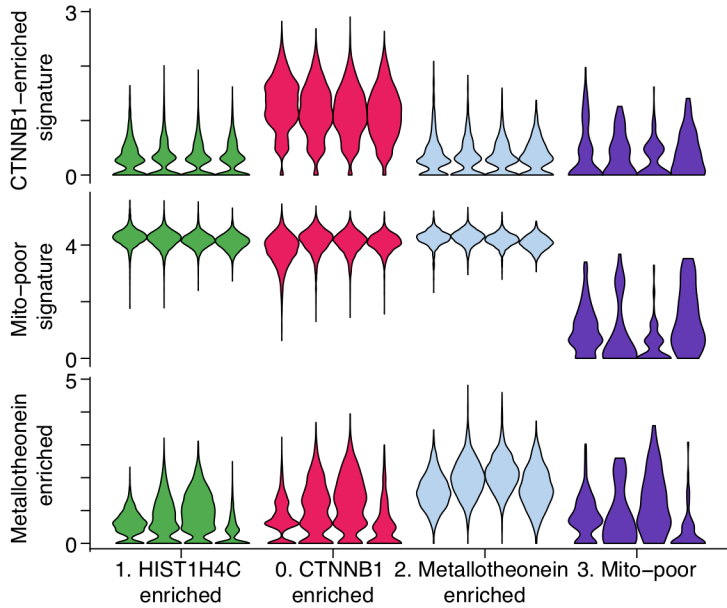 3
CTNNB1−enriched
signature
0
4
Mito−poor
signature
0
5
Metallotheonein
enriched
0
1. HIST1H4C
enriched
0. CTNNB1
enriched
2. Metallotheonein
enriched
3. Mito−poor